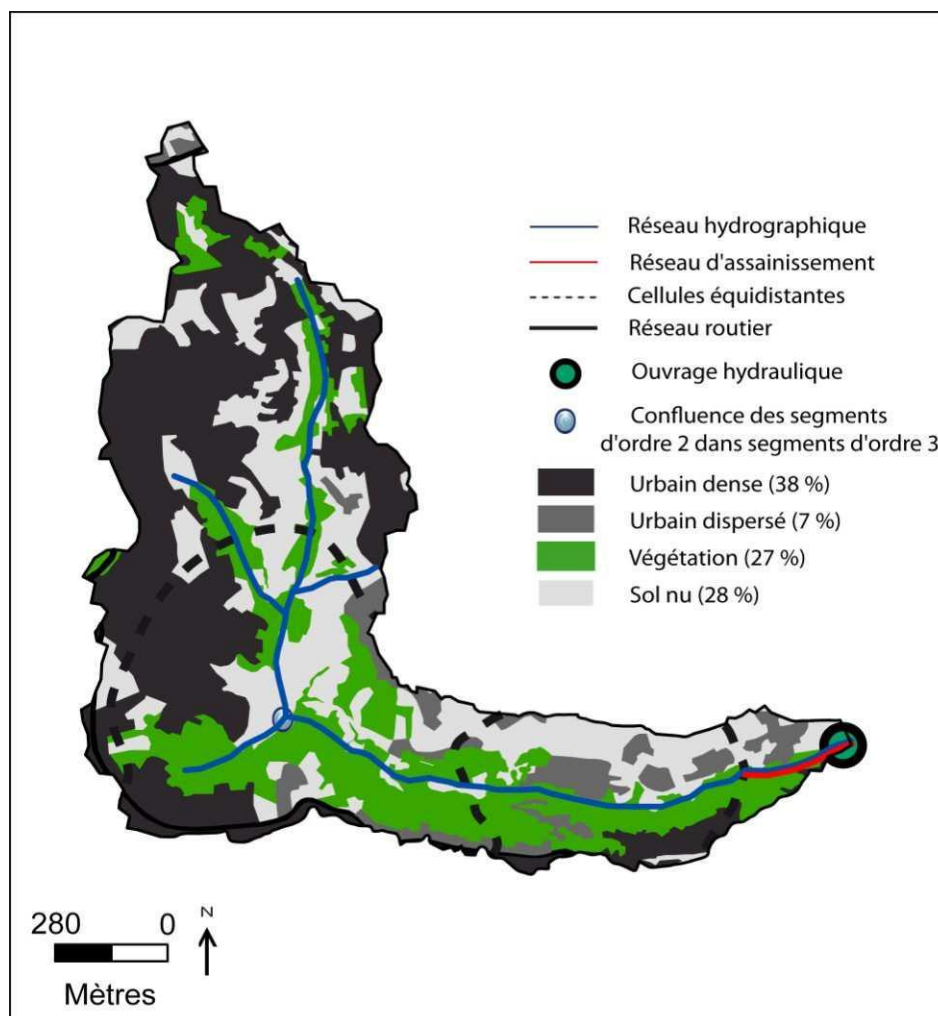 Réseau hydrographique
Réseau d'assainissement
Cellules équidistantes
Réseau routier
Ouvrage hydraulique
Confluence des segments
d'ordre 2 dans segments d'ordre 3
Urbain dense (38 %)
Urbain dispersé (7 %)
Végétation (27 %)
Sol nu (28 %)
280 0
N
Mètres